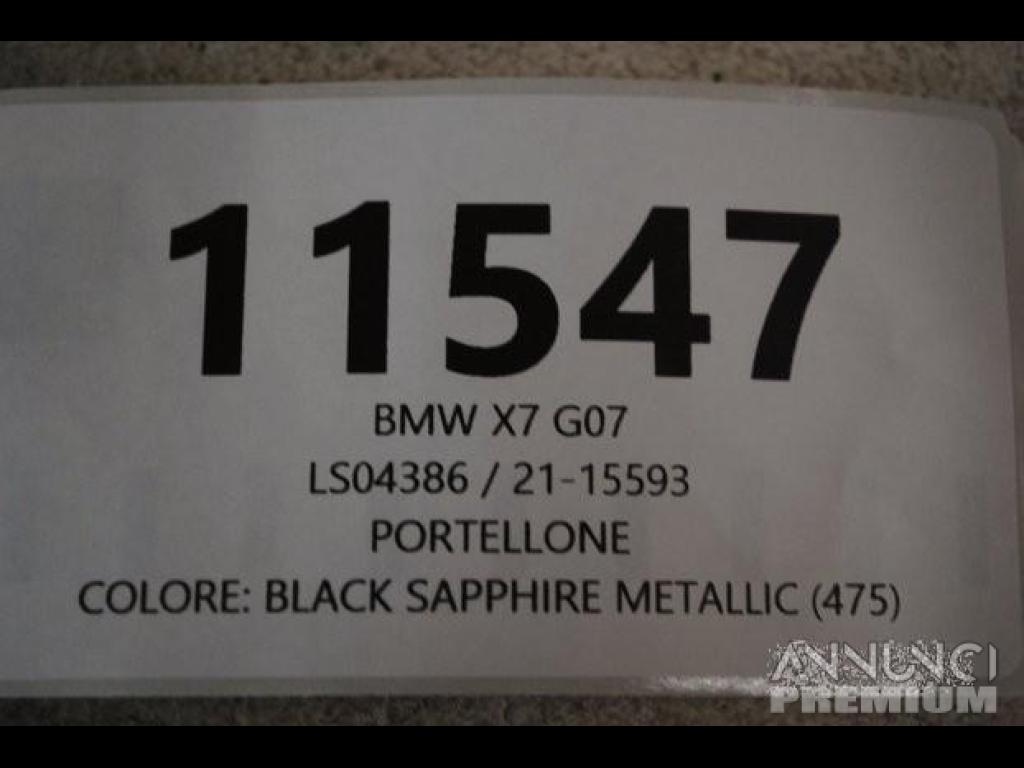 11547
BMW X7 G07
LS04386 / 21-15593
PORTELLONE
COLORE: BLACK SAPPHIRE METALLIC (475)
ANNUNCI
PREMIUM